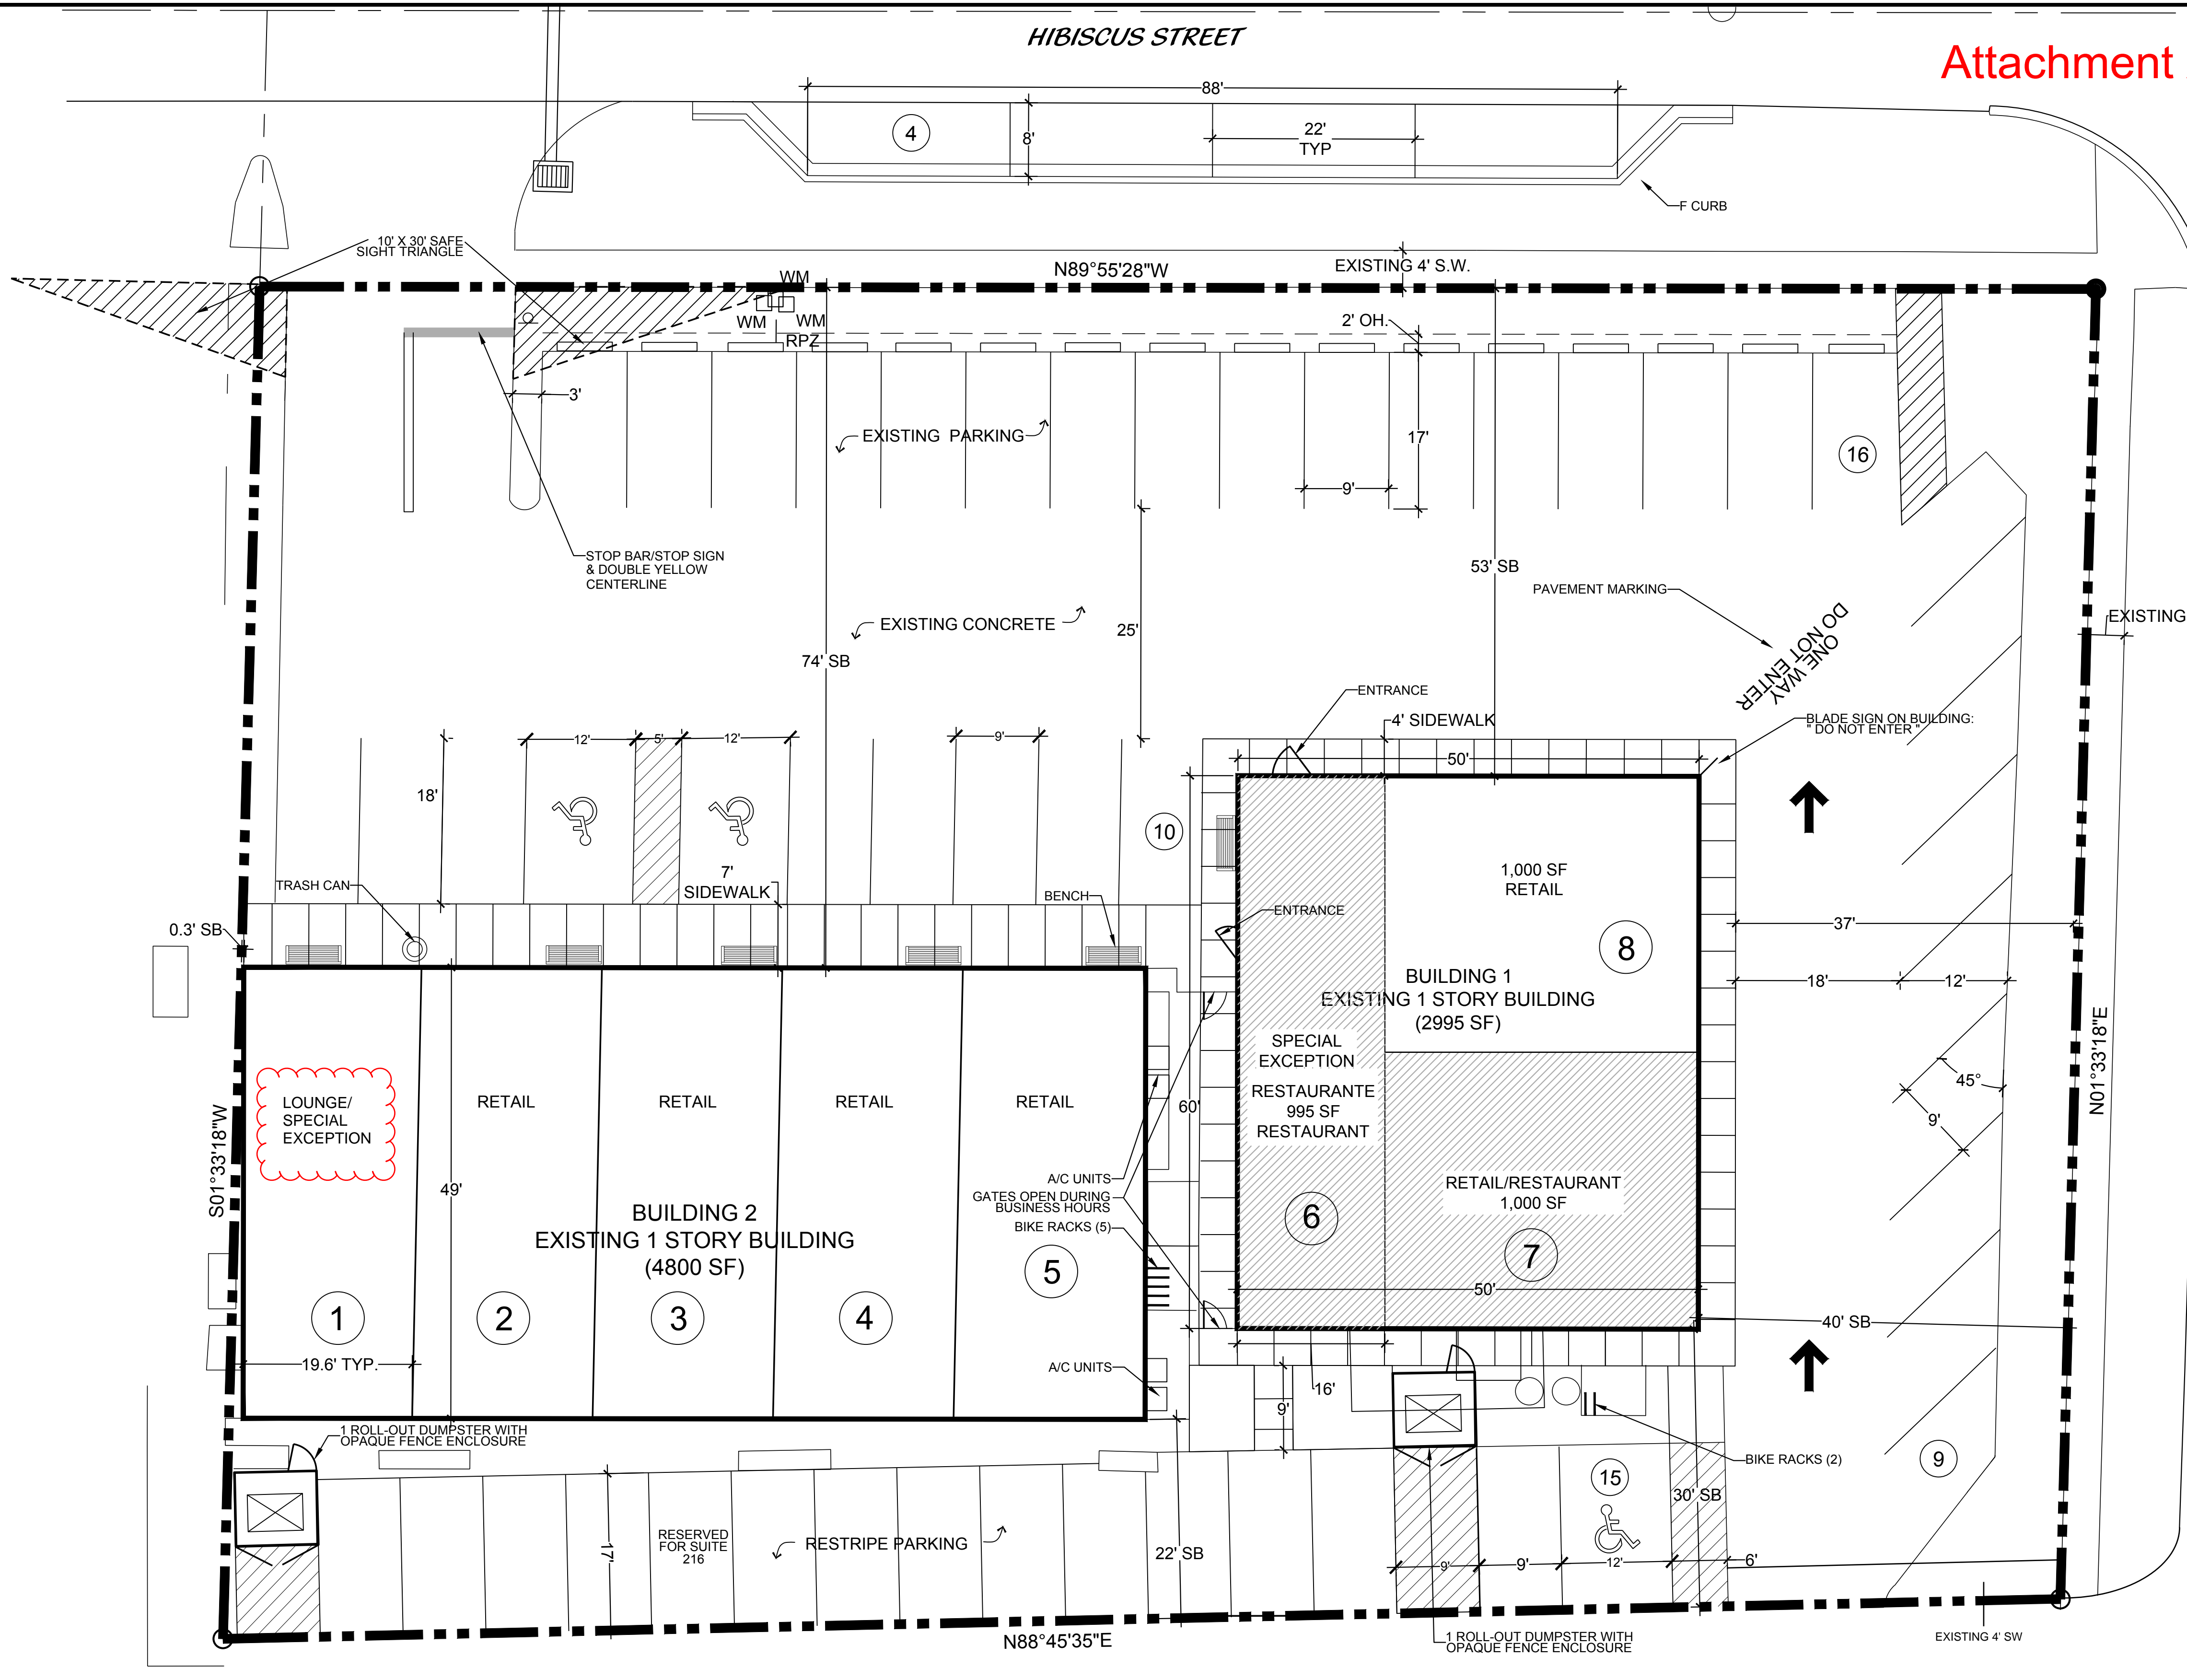 HIBISCUS STREET
Attachment
88'
4
8'
22'
TYP
F CURB
10' X 30' SAFE
SIGHT TRIANGLE
WM
N89°55'28"W
EXISTING 4' S.W.
WM
WM
RPZ
2' OH.
3'
EXISTING PARKING
17'
16
9'
STOP BAR/STOP SIGN
& DOUBLE YELLOW
CENTERLINE
53' SB
PAVEMENT MARKING
ONE WAY
DO NOT ENTER
EXISTING
EXISTING CONCRETE
25'
74' SB
ENTRANCE
4' SIDEWALK
BLADE SIGN ON BUILDING:
" DO NOT ENTER "
12'
5'
12'
9'
50'
18'
10
7'
SIDEWALK
TRASH CAN
BENCH
ENTRANCE
1,000 SF
RETAIL
0.3' SB
8
37'
BUILDING 1
EXISTING 1 STORY BUILDING
(2995 SF)
18'
12'
SPECIAL
EXCEPTION
RESTAURANTE
995 SF
RESTAURANT
N01°33'18"E
45°
9'
S01°33'18"W
LOUNGE/
SPECIAL
EXCEPTION
RETAIL
RETAIL
RETAIL
RETAIL
60'
49'
A/C UNITS
GATES OPEN DURING
BUSINESS HOURS
BIKE RACKS (5)
RETAIL/RESTAURANT
1,000 SF
BUILDING 2
EXISTING 1 STORY BUILDING
(4800 SF)
6
7
5
1
2
3
4
50'
40' SB
19.6' TYP.
A/C UNITS
16'
9'
1 ROLL-OUT DUMPSTER WITH
OPAQUE FENCE ENCLOSURE
BIKE RACKS (2)
9
15
30' SB
17'
RESERVED
FOR SUITE
216
RESTRIPE PARKING
22' SB
9'
9'
12'
6'
N88°45'35"E
1 ROLL-OUT DUMPSTER WITH
OPAQUE FENCE ENCLOSURE
EXISTING 4' SW